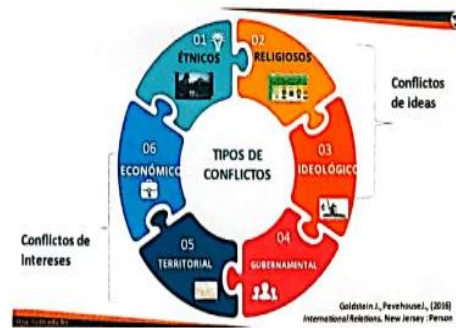 01
ÉTNICOS
02
RELIGIOSOS
Conflictos
de ideas
03
IDEOLÓGICO
TIPOS DE
CONFLICTOS
06
ECONÓMICO
Conflictos de
Intereses
05
TERRITORIAL
04
GUBERNAMENTAL
Goldstein J., Pevehouse J., (2016)
International Relations. New Jersey : Person